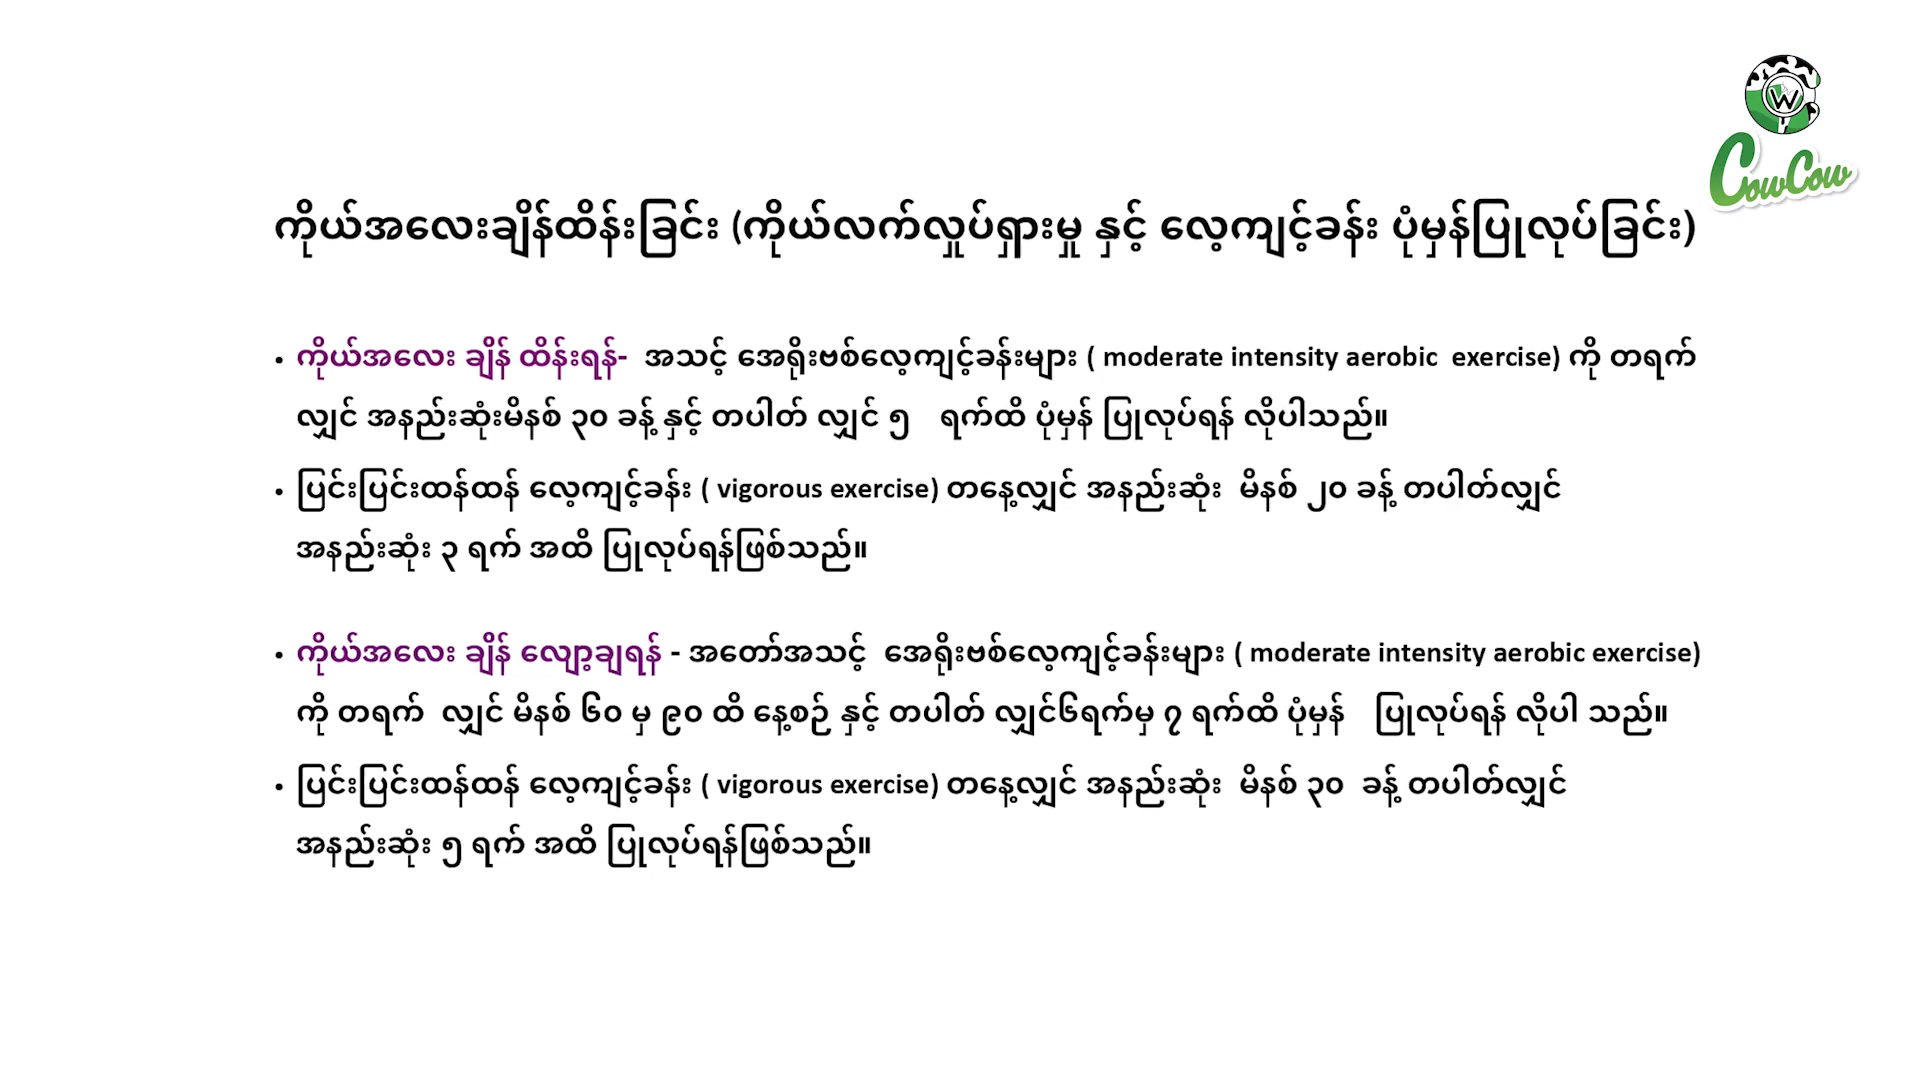 W
CowCow
ကိုယ်အလေးချိန်ထိန်းခြင်း (ကိုယ်လက်လှုပ်ရှားမှု နှင့် လေ့ကျင့်ခန်း ပုံမှန်ပြုလုပ်ခြင်း)
• ကိုယ်အလေး ချိန် ထိန်းရန်- အသင့် အေရိုးဗစ်လေ့ကျင့်ခန်းများ ( moderate intensity aerobic exercise) ကို တရက်
လျှင် အနည်းဆုံးမိနစ် ၃၀ ခန့် နှင့် တပါတ် လျှင် ၅ ရက်ထိ ပုံမှန် ပြုလုပ်ရန် လိုပါသည်။
• ပြင်းပြင်းထန်ထန် လေ့ကျင့်ခန်း ( vigorous exercise) တနေ့လျှင် အနည်းဆုံး မိနစ် ၂၀ ခန့် တပါတ်လျှင်
အနည်းဆုံး ၃ ရက် အထိ ပြုလုပ်ရန်ဖြစ်သည်။
• ကိုယ်အလေး ချိန် လျော့ချရန် - အတော်အသင့် အေရိုးဗစ်လေ့ကျင့်ခန်းများ ( moderate intensity aerobic exercise)
ကို တရက် လျှင် မိနစ် ၆၀ မှ ၉၀ ထိ နေ့စဉ် နှင့် တပါတ် လျှင်၆ရက်မှ ၇ ရက်ထိ ပုံမှန် ပြုလုပ်ရန် လိုပါ သည်။
• ပြင်းပြင်းထန်ထန် လေ့ကျင့်ခန်း ( vigorous exercise) တနေ့လျှင် အနည်းဆုံး မိနစ် ၃၀ ခန့် တပါတ်လျှင်
အနည်းဆုံး ၅ ရက် အထိ ပြုလုပ်ရန်ဖြစ်သည်။